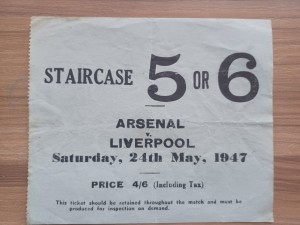 STAIRCASE 5 OR 6
ARSENAL
v.
LIVERPOOL
Saturday, 24th May, 1947
PRICE 4/6 (Including Tax)
This ticket should be retained throughout the match and must be
produced for inspection on demand.